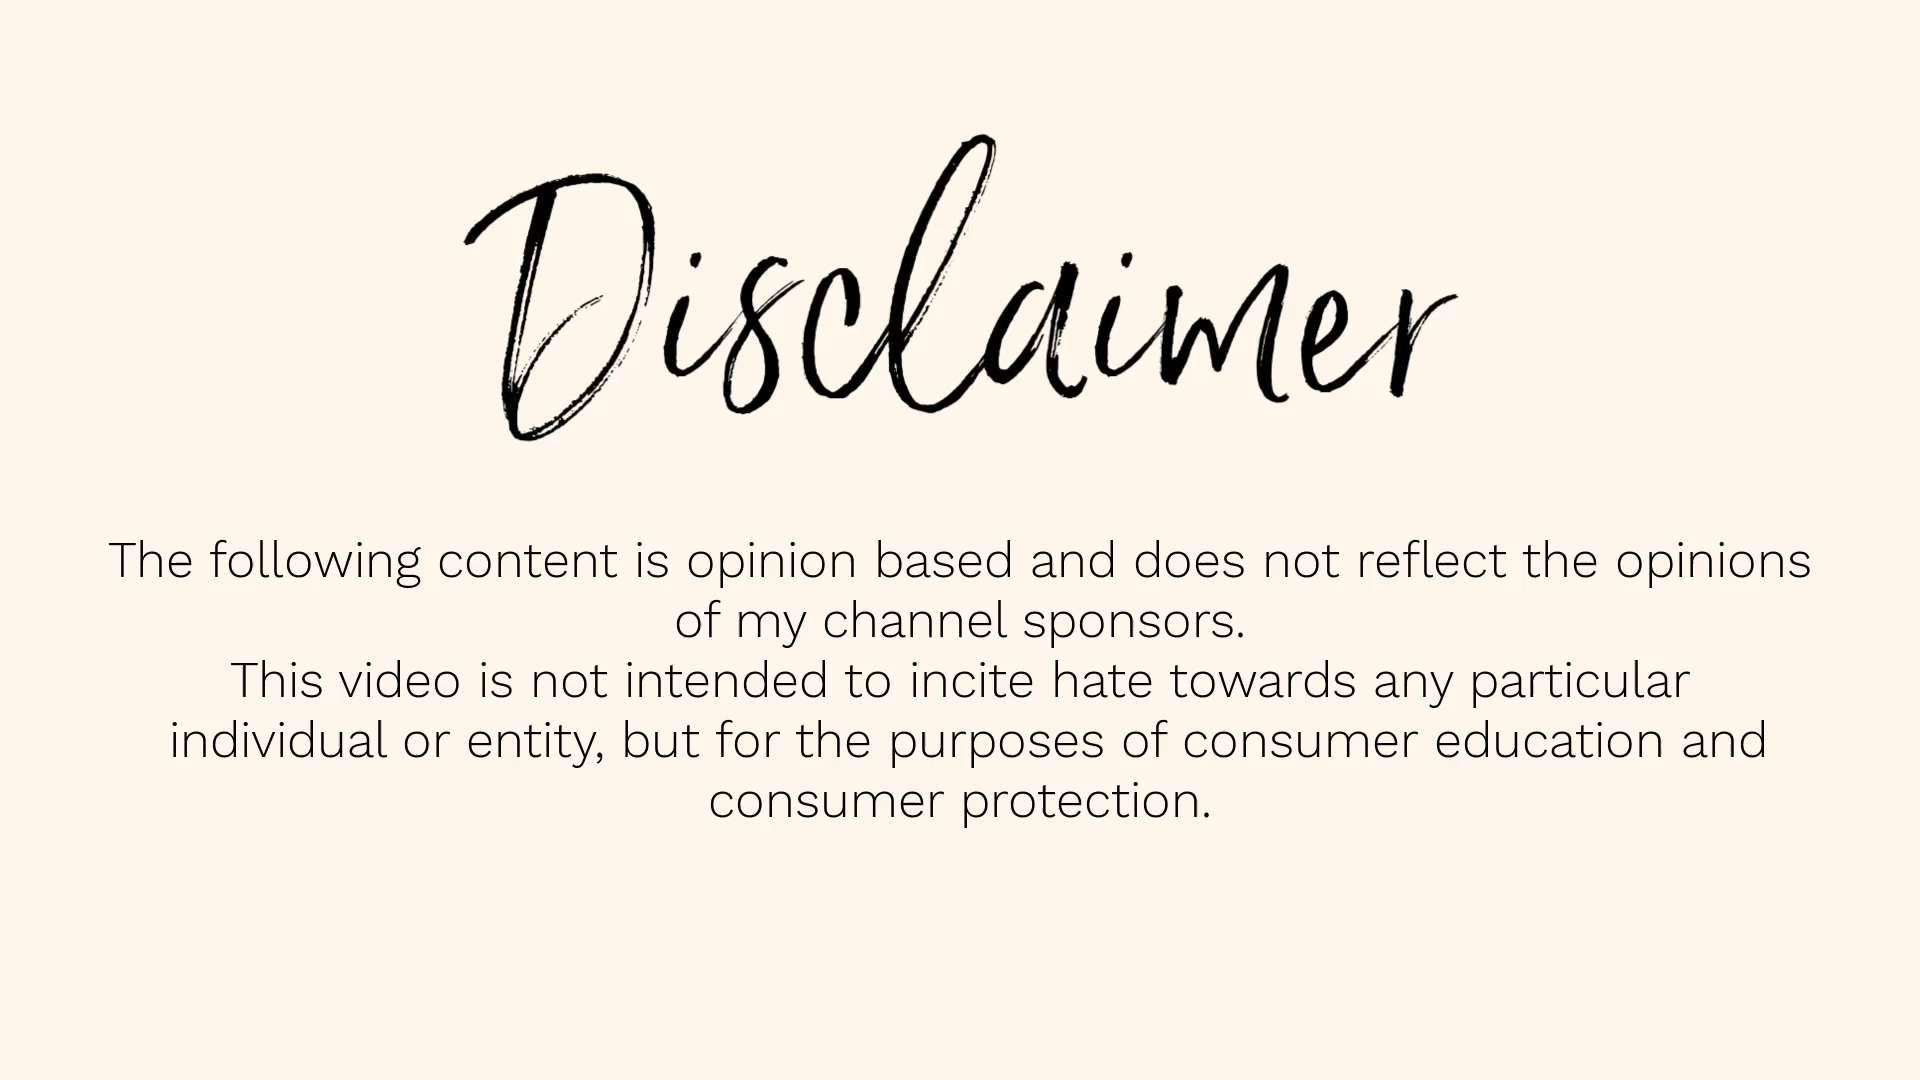 Disclaimer
The following content is opinion based and does not reflect the opinions
of my channel sponsors.
This video is not intended to incite hate towards any particular
individual or entity, but for the purposes of consumer education and
consumer protection.